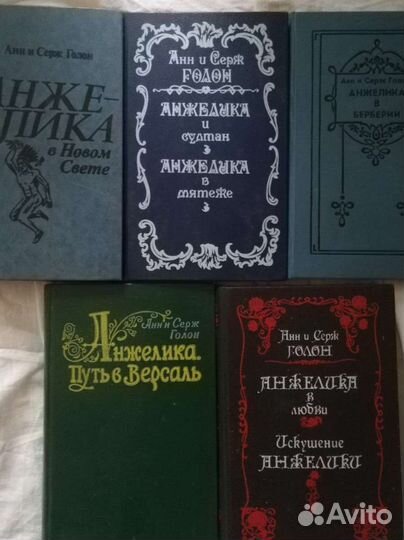 Анн и Серж Голон
АНЖЕ-
ЛИКА
в Новом
Свете
Анн и Серж
ГОЛОН
АНЖЕЛИКА
и
султан
АНЖЕЛИКА
в
мятеже
Анн и Серж Голон
АНЖЕЛИКА
В
БЕРБЕРИИ
Анн и Серж
Голон
Анжелика.
Путь в Версаль
Анн и Серж
ГОЛОН
АНЖЕЛИКА
в
любви
Искушение
АНЖЕЛИКИ
Avito